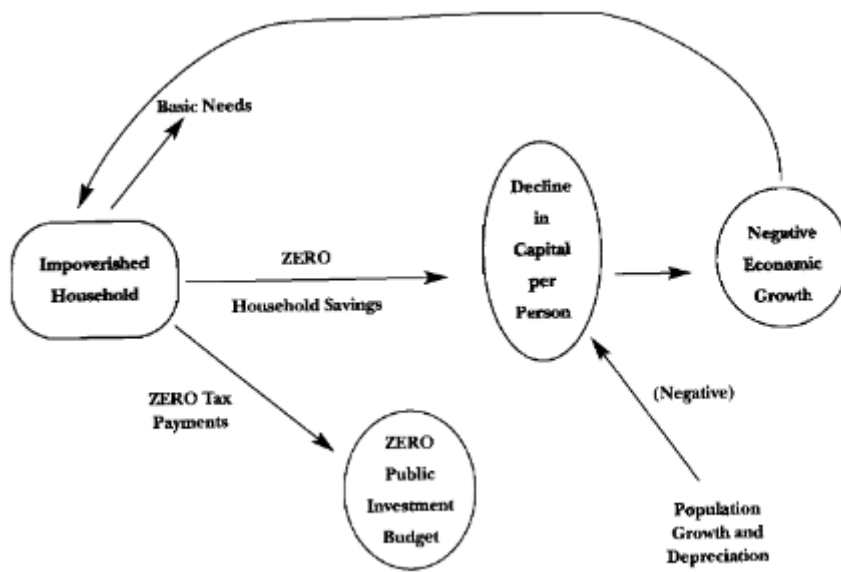 Basic Needs
Impoverished
Household
ZERO
Household Savings
Decline
in
Capital
per
Person
Negative
Economic
Growth
ZERO Tax
Payments
(Negative)
ZERO
Public
Investment
Budget
Population
Growth and
Depreciation